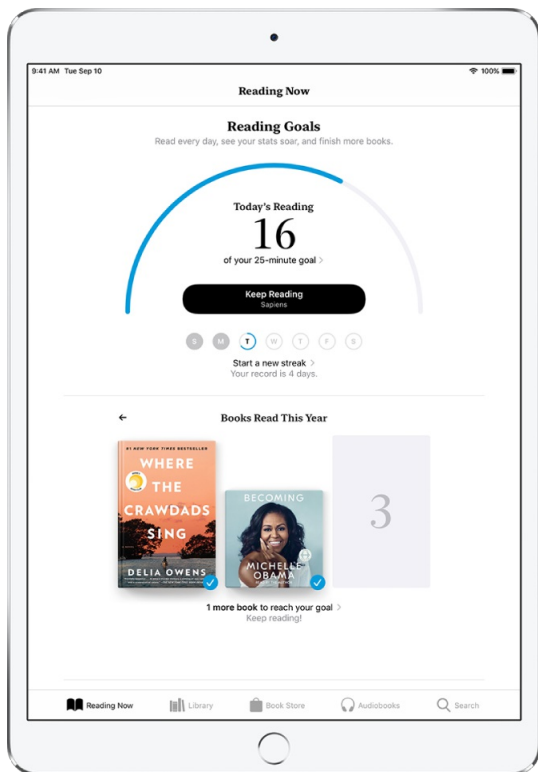 9:41 AM Tue Sep 10
100%
Reading Now
Reading Goals
Read every day, see your stats soar, and finish more books.
Today's Reading
16
of your 25-minute goal >
Keep Reading
Sapiens
S M T W T F S
Start a new streak >
Your record is 4 days.
←
Books Read This Year
#1 NEW YORK TIMES BESTSELLER
WHERE
THE
CRAWDADS
SING
DELIA OWENS
BECOMING
MICHELLE
OBAMA
3
1 more book to reach your goal >
Keep reading!
Reading Now
Library
Book Store
Audiobooks
Search